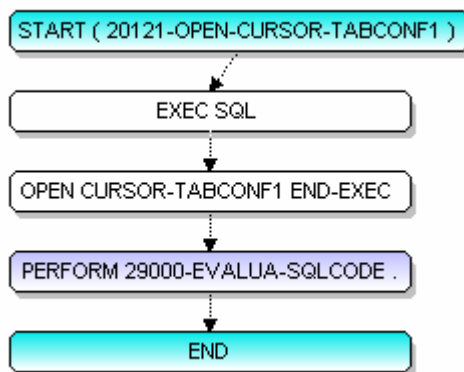 START ( 20121-OPEN-CURSOR-TABCONF1 )
EXEC SQL
OPEN CURSOR-TABCONF1 END-EXEC
PERFORM 29000-EVALUA-SQLCODE .
END